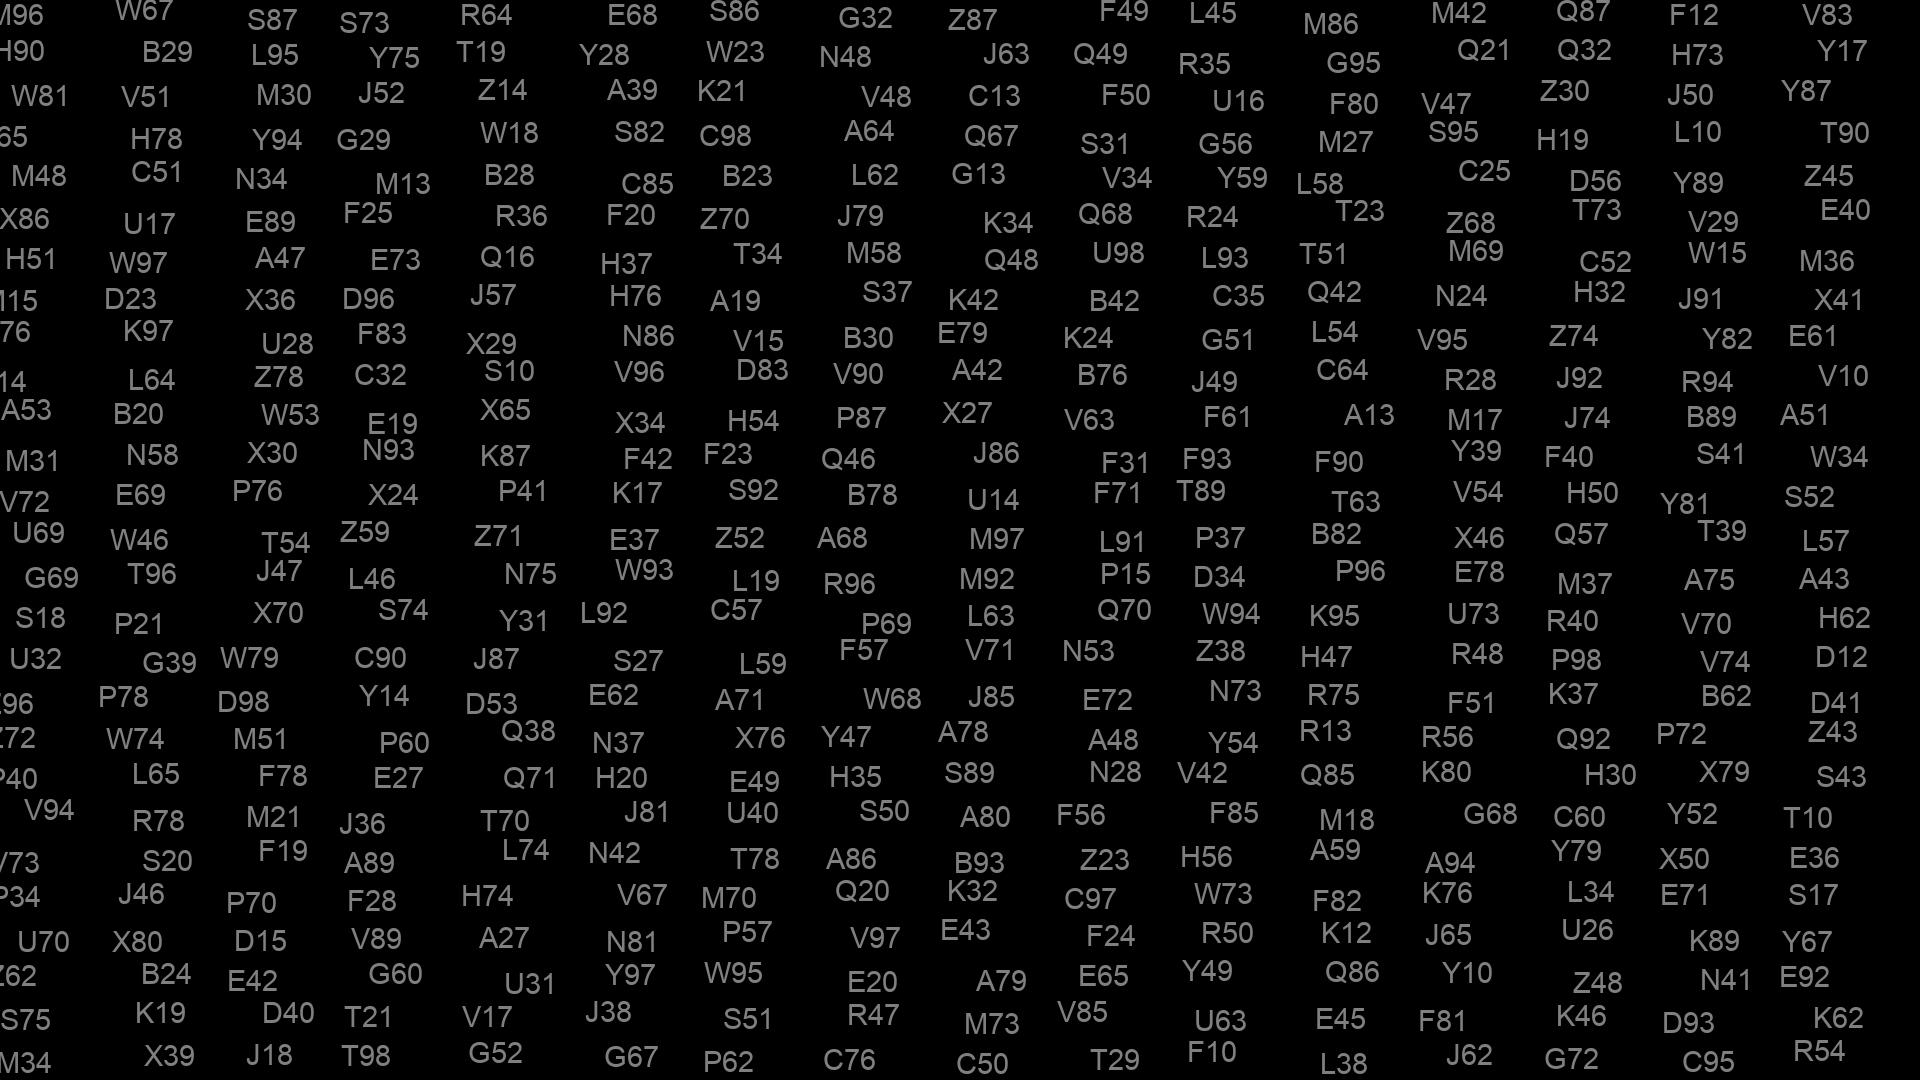 M96 W67 S87 S73 R64 E68 S86 G32 Z87 F49 L45 M86 M42 Q87 F12 V83
H90 B29 L95 Y75 T19 Y28 W23 N48 J63 Q49 R35 G95 Q21 Q32 H73 Y17
W81 V51 M30 J52 Z14 A39 K21 V48 C13 F50 U16 F80 V47 Z30 J50 Y87
65 H78 Y94 G29 W18 S82 C98 A64 Q67 S31 G56 M27 S95 H19 L10 T90
M48 C51 N34 M13 B28 C85 B23 L62 G13 V34 Y59 L58 C25 D56 Y89 Z45
X86 U17 E89 F25 R36 F20 Z70 J79 K34 Q68 R24 T23 Z68 T73 V29 E40
H51 W97 A47 E73 Q16 H37 T34 M58 Q48 U98 L93 T51 M69 C52 W15 M36
M15 D23 X36 D96 J57 H76 A19 S37 K42 B42 C35 Q42 N24 H32 J91 X41
76 K97 U28 F83 X29 N86 V15 B30 E79 K24 G51 L54 V95 Z74 Y82 E61
14 L64 Z78 C32 S10 V96 D83 V90 A42 B76 J49 C64 R28 J92 R94 V10
A53 B20 W53 E19 X65 X34 H54 P87 X27 V63 F61 A13 M17 J74 B89 A51
M31 N58 X30 N93 K87 F42 F23 Q46 J86 F31 F93 F90 Y39 F40 S41 W34
V72 E69 P76 X24 P41 K17 S92 B78 U14 F71 T89 T63 V54 H50 Y81 S52
U69 W46 T54 Z59 Z71 E37 Z52 A68 M97 L91 P37 B82 X46 Q57 T39 L57
G69 T96 J47 L46 N75 W93 L19 R96 M92 P15 D34 P96 E78 M37 A75 A43
S18 P21 X70 S74 Y31 L92 C57 P69 L63 Q70 W94 K95 U73 R40 V70 H62
U32 G39 W79 C90 J87 S27 L59 F57 V71 N53 Z38 H47 R48 P98 V74 D12
96 P78 D98 Y14 D53 E62 A71 W68 J85 E72 N73 R75 F51 K37 B62 D41
Z72 W74 M51 P60 Q38 N37 X76 Y47 A78 A48 Y54 R13 R56 Q92 P72 Z43
P40 L65 F78 E27 Q71 H20 E49 H35 S89 N28 V42 Q85 K80 H30 X79 S43
V94 R78 M21 J36 T70 J81 U40 S50 A80 F56 F85 M18 G68 C60 Y52 T10
V73 S20 F19 A89 L74 N42 T78 A86 B93 Z23 H56 A59 A94 Y79 X50 E36
P34 J46 P70 F28 H74 V67 M70 Q20 K32 C97 W73 F82 K76 L34 E71 S17
U70 X80 D15 V89 A27 N81 P57 V97 E43 F24 R50 K12 J65 U26 K89 Y67
Z62 B24 E42 G60 U31 Y97 W95 E20 A79 E65 Y49 Q86 Y10 Z48 N41 E92
S75 K19 D40 T21 V17 J38 S51 R47 M73 V85 U63 E45 F81 K46 D93 K62
M34 X39 J18 T98 G52 G67 P62 C76 C50 T29 F10 L38 J62 G72 C95 R54